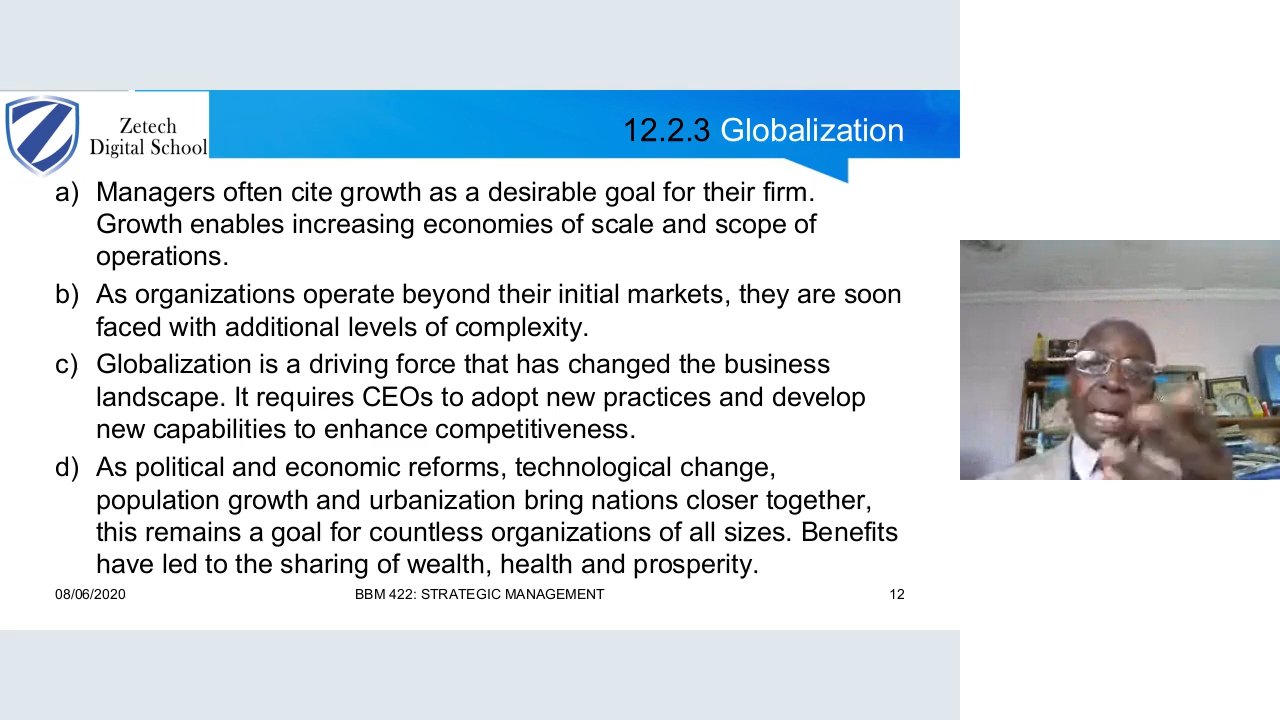 Zetech
Digital School
12.2.3 Globalization
a) Managers often cite growth as a desirable goal for their firm.
Growth enables increasing economies of scale and scope of
operations.
b) As organizations operate beyond their initial markets, they are soon
faced with additional levels of complexity.
c) Globalization is a driving force that has changed the business
landscape. It requires CEOs to adopt new practices and develop
new capabilities to enhance competitiveness.
d) As political and economic reforms, technological change,
population growth and urbanization bring nations closer together,
this remains a goal for countless organizations of all sizes. Benefits
have led to the sharing of wealth, health and prosperity.
08/06/2020
BBM 422: STRATEGIC MANAGEMENT
12